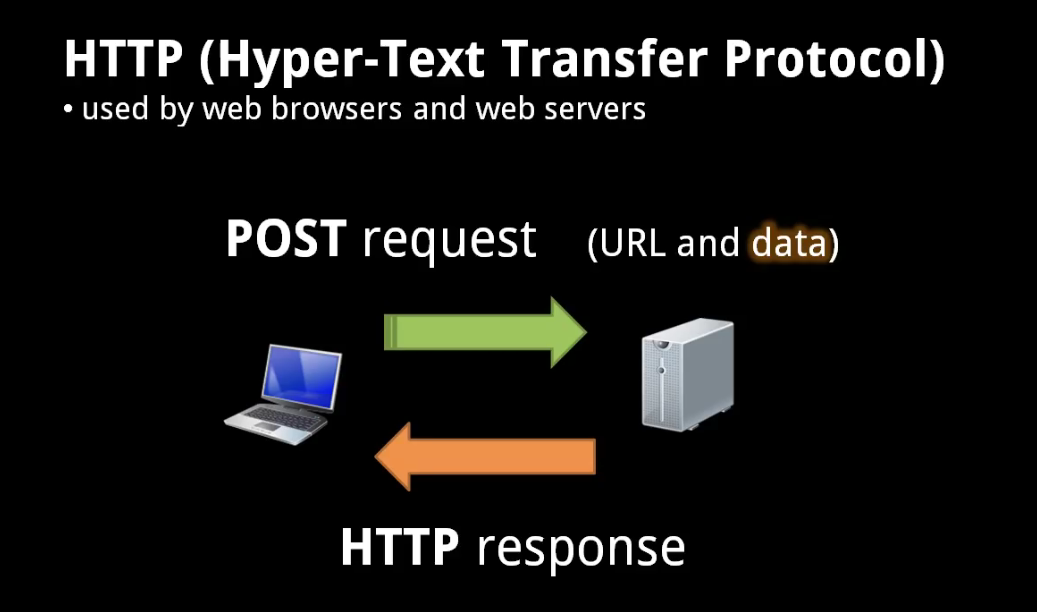 HTTP (Hyper-Text Transfer Protocol)
• used by web browsers and web servers
POST request (URL and data)
HTTP response